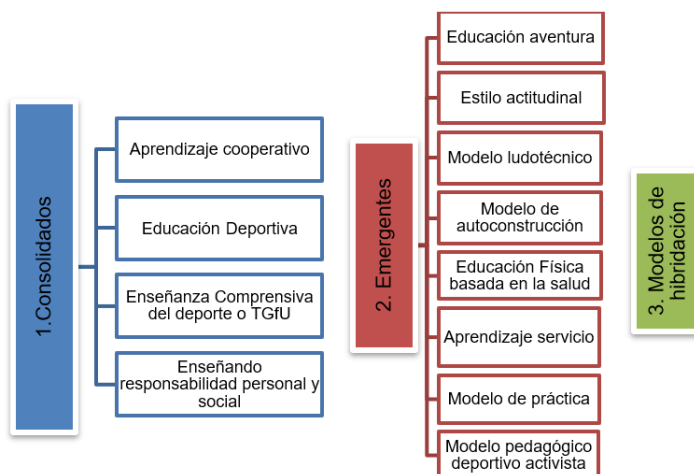 1.Consolidados
Aprendizaje cooperativo
Educación Deportiva
Enseñanza Comprensiva
del deporte o TGfU
Enseñando
responsabilidad personal y
social
2. Emergentes
Educación aventura
Estilo actitudinal
Modelo ludotécnico
Modelo de
autoconstrucción
Educación Física
basada en la salud
Aprendizaje servicio
Modelo de práctica
Modelo pedagógico
deportivo activista
3. Modelos de
hibridación